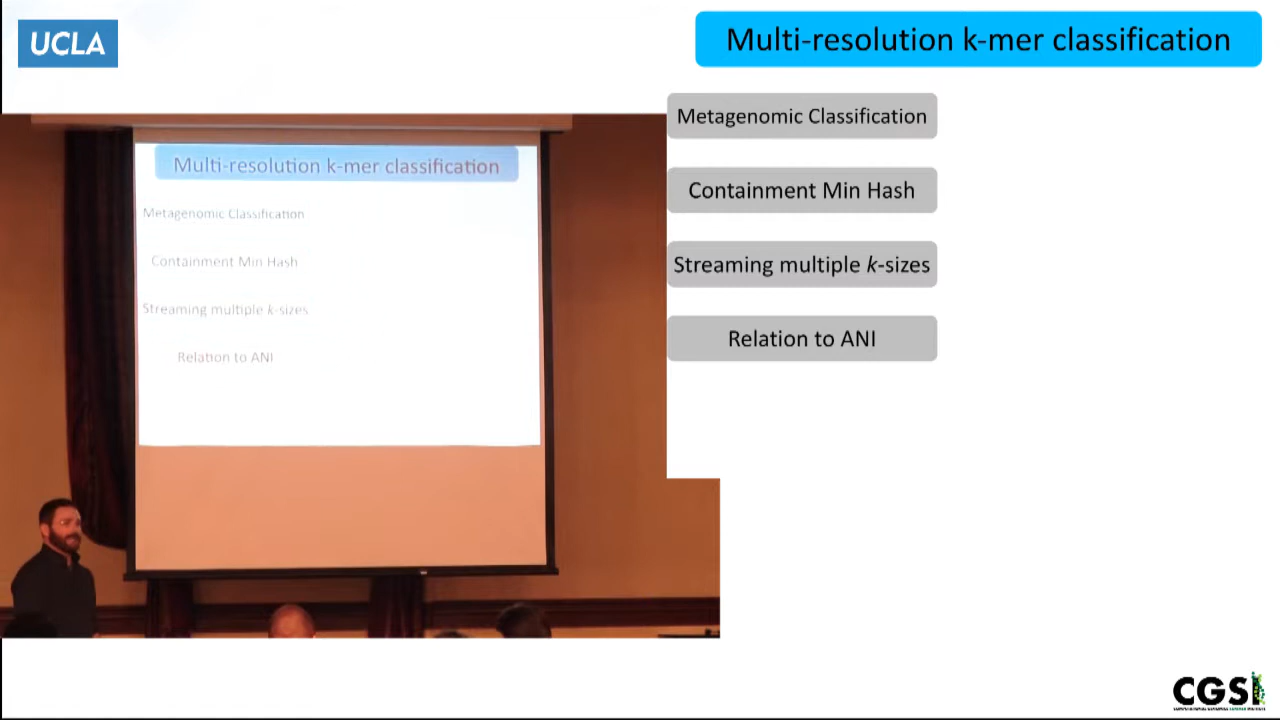 UCLA
Multi-resolution k-mer classification
Metagenomic Classification
Containment Min Hash
Streaming multiple k-sizes
Relation to ANI
Multi-resolution k-mer classification
Metagenomic Classification
Containment Min Hash
Streaming multiple k-sizes
Relation to ANI
CGSI